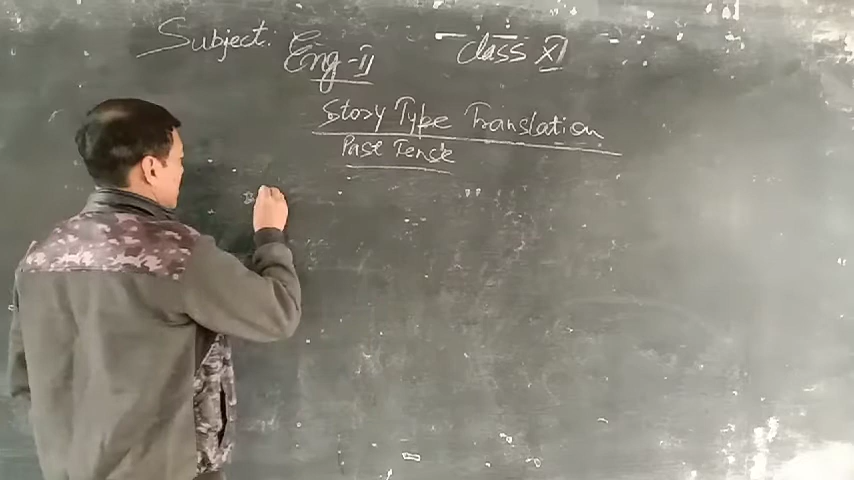 Subject: Eng-II Class XI
Story Type Translation
Past Tense